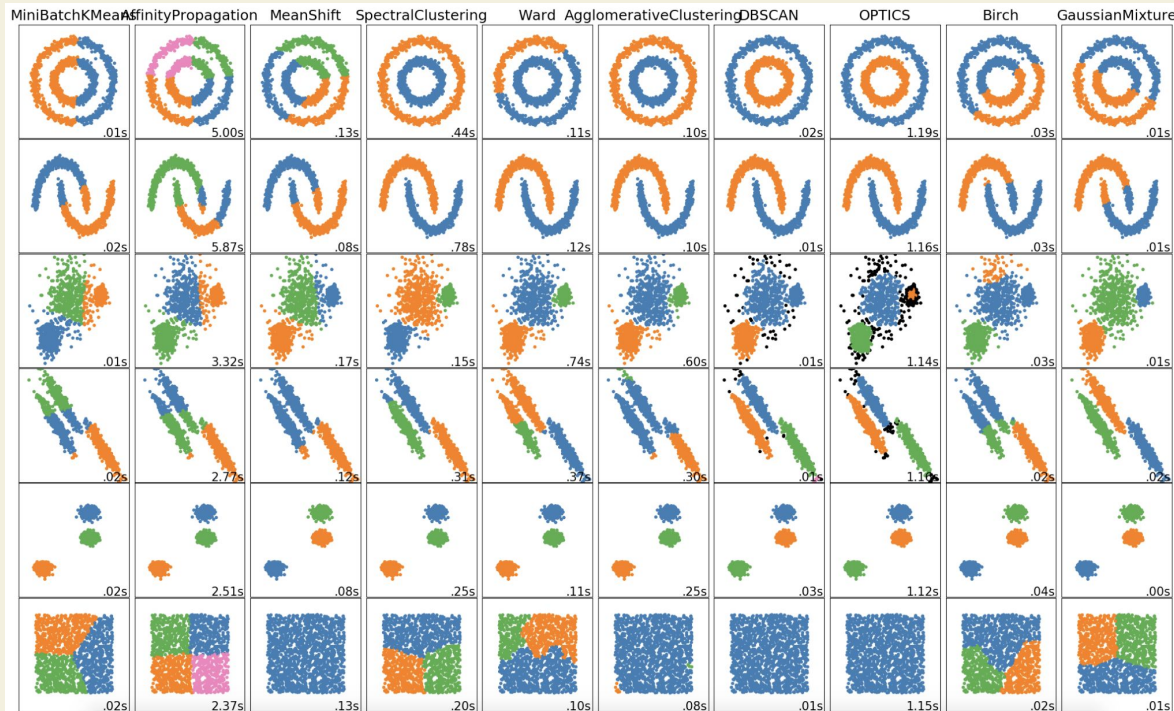 MiniBatchKMeans AffinityPropagation MeanShift SpectralClustering Ward AgglomerativeClustering DBSCAN OPTICS Birch GaussianMixture
.01s 5.00s .13s .44s .11s .10s .02s 1.19s .03s .01s
.02s 5.87s .08s .78s .12s .10s .01s 1.16s .03s .01s
.01s 3.32s .17s .15s .74s .60s .01s 1.14s .03s .01s
.02s 2.77s .12s .31s .37s .30s .01s 1.10s .02s .02s
.02s 2.51s .08s .25s .11s .25s .03s 1.12s .04s .00s
.02s 2.37s .13s .20s .10s .08s .01s 1.15s .02s .01s